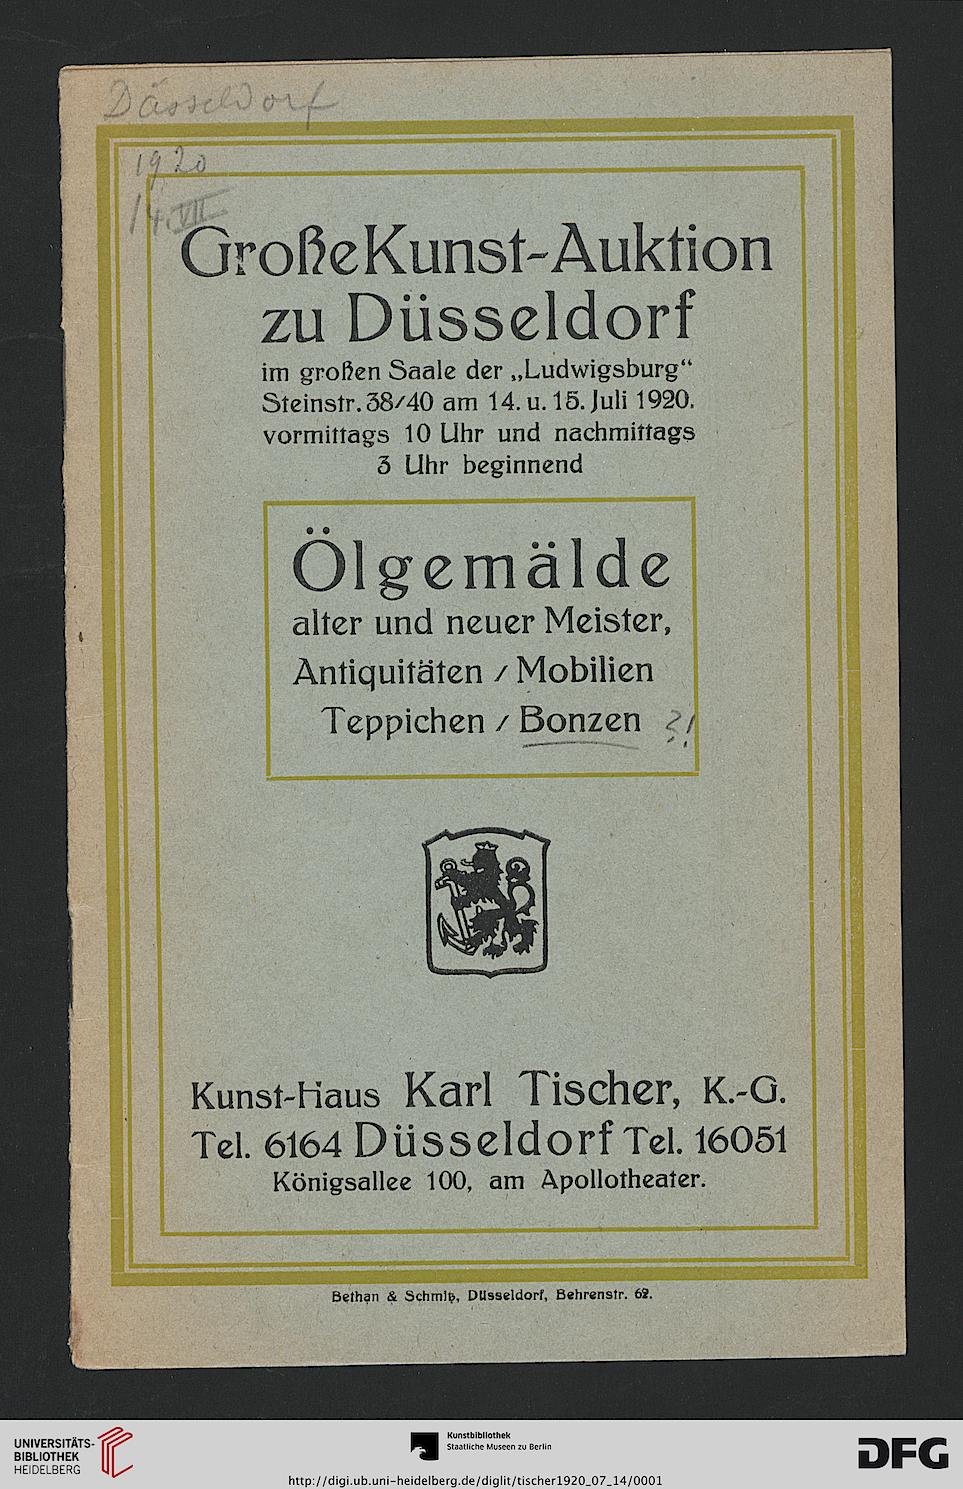 Düsseldorf
1920
14. VII
Große Kunst-Auktion
zu Düsseldorf
im großen Saale der „Ludwigsburg“
Steinstr. 38/40 am 14. u. 15. Juli 1920.
vormittags 10 Uhr und nachmittags
3 Uhr beginnend
Ölgemälde
alter und neuer Meister,
Antiquitäten / Mobilien
Teppichen / Bonzen ?!
Kunst-Haus Karl Tischer, K.-G.
Tel. 6164 Düsseldorf Tel. 16051
Königsallee 100, am Apollotheater.
Bethan & Schmitz, Düsseldorf, Behrenstr. 62.
UNIVERSITÄTS-
BIBLIOTHEK
HEIDELBERG
Kunstbibliothek
Staatliche Museen zu Berlin
DFG
http://digi.ub.uni-heidelberg.de/diglit/tischer1920_07_14/0001